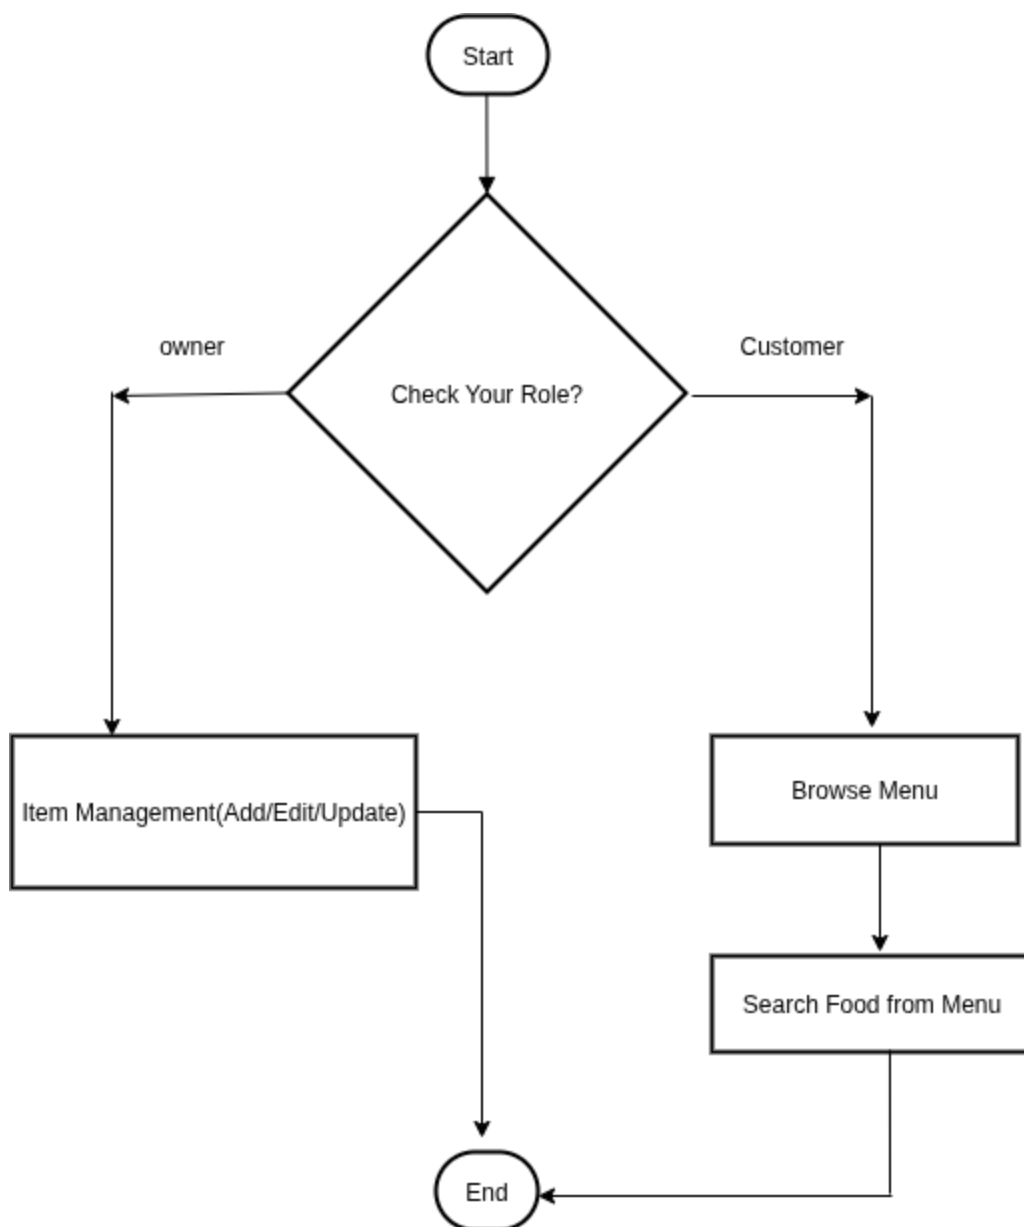 Start
owner
Customer
Check Your Role?
Item Management(Add/Edit/Update)
Browse Menu
Search Food from Menu
End